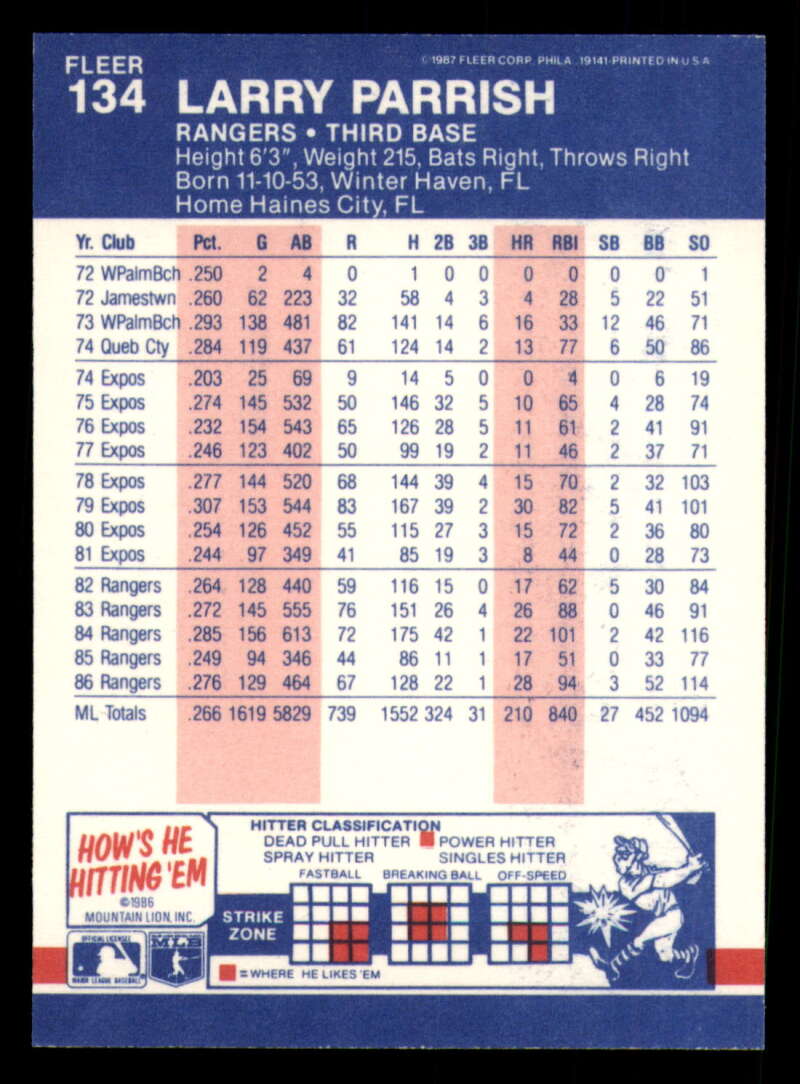 FLEER
134
©1987 FLEER CORP. PHILA. 19141-PRINTED IN U S A
LARRY PARRISH
RANGERS • THIRD BASE
Height 6'3", Weight 215, Bats Right, Throws Right
Born 11-10-53, Winter Haven, FL
Home Haines City, FL
Yr. Club Pct. G AB R H 2B 3B HR RBI SB BB SO
72 WPalmBch .250 2 4 0 1 0 0 0 0 0 0 1
72 Jamestwn .260 62 223 32 58 4 3 4 28 5 22 51
73 WPalmBch .293 138 481 82 141 14 6 16 33 12 46 71
74 Queb Cty .284 119 437 61 124 14 2 13 77 6 50 86
74 Expos .203 25 69 9 14 5 0 0 4 0 6 19
75 Expos .274 145 532 50 146 32 5 10 65 4 28 74
76 Expos .232 154 543 65 126 28 5 11 61 2 41 91
77 Expos .246 123 402 50 99 19 2 11 46 2 37 71
78 Expos .277 144 520 68 144 39 4 15 70 2 32 103
79 Expos .307 153 544 83 167 39 2 30 82 5 41 101
80 Expos .254 126 452 55 115 27 3 15 72 2 36 80
81 Expos .244 97 349 41 85 19 3 8 44 0 28 73
82 Rangers .264 128 440 59 116 15 0 17 62 5 30 84
83 Rangers .272 145 555 76 151 26 4 26 88 0 46 91
84 Rangers .285 156 613 72 175 42 1 22 101 2 42 116
85 Rangers .249 94 346 44 86 11 1 17 51 0 33 77
86 Rangers .276 129 464 67 128 22 1 28 94 3 52 114
ML Totals .266 1619 5829 739 1552 324 31 210 840 27 452 1094
HOW'S HE
HITTING 'EM
©1986
MOUNTAIN LION, INC.
OFFICIAL LICENSEE
MAJOR LEAGUE BASEBALL
MLB
HITTER CLASSIFICATION
DEAD PULL HITTER POWER HITTER
SPRAY HITTER SINGLES HITTER
FASTBALL BREAKING BALL OFF-SPEED
STRIKE
ZONE
= WHERE HE LIKES 'EM